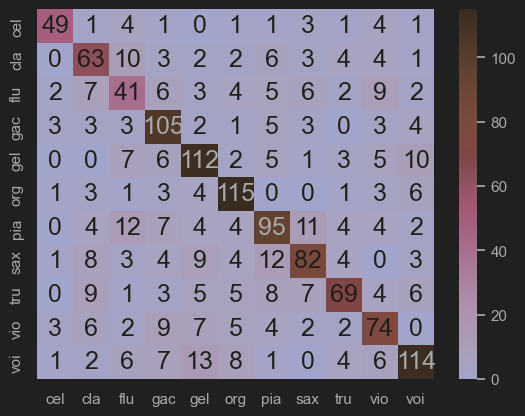 cel 49 1 4 1 0 1 1 3 1 4 1
cla 0 63 10 3 2 2 6 3 4 4 1
flu 2 7 41 6 3 4 5 6 2 9 2
gac 3 3 3 105 2 1 5 3 0 3 4
gel 0 0 7 6 112 2 5 1 3 5 10
org 1 3 1 3 4 115 0 0 1 3 6
pia 0 4 12 7 4 4 95 11 4 4 2
sax 1 8 3 4 9 4 12 82 4 0 3
tru 0 9 1 3 5 5 8 7 69 4 6
vio 3 6 2 9 7 5 4 2 2 74 0
voi 1 2 6 7 13 8 1 0 4 6 114
cel cla flu gac gel org pia sax tru vio voi
100
80
60
40
20
0